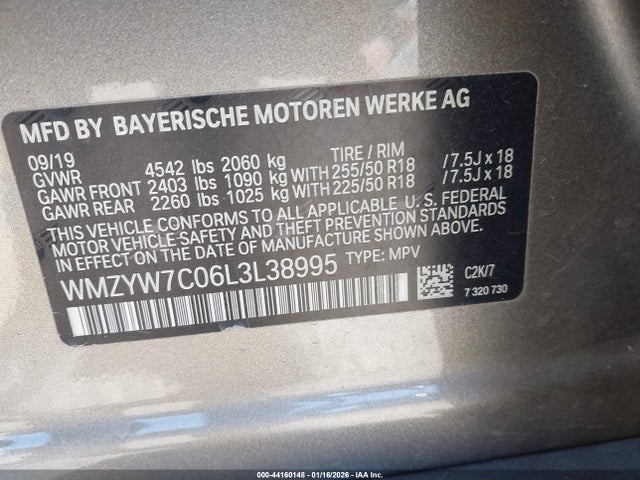 MFD BY BAYERISCHE MOTOREN WERKE AG
09/19 TIRE / RIM
GVWR 4542 lbs 2060 kg
GAWR FRONT 2403 lbs 1090 kg WITH 255/50 R18 / 7.5J x 18
GAWR REAR 2260 lbs 1025 kg WITH 225/50 R18 / 7.5J x 18
THIS VEHICLE CONFORMS TO ALL APPLICABLE U. S. FEDERAL
MOTOR VEHICLE SAFETY AND THEFT PREVENTION STANDARDS
IN EFFECT ON THE DATE OF MANUFACTURE SHOWN ABOVE.
WMZYW7C06L3L38995 TYPE: MPV
C2K/7
7 320 730
000-44160148 - 01/16/2026 - IAA Inc.